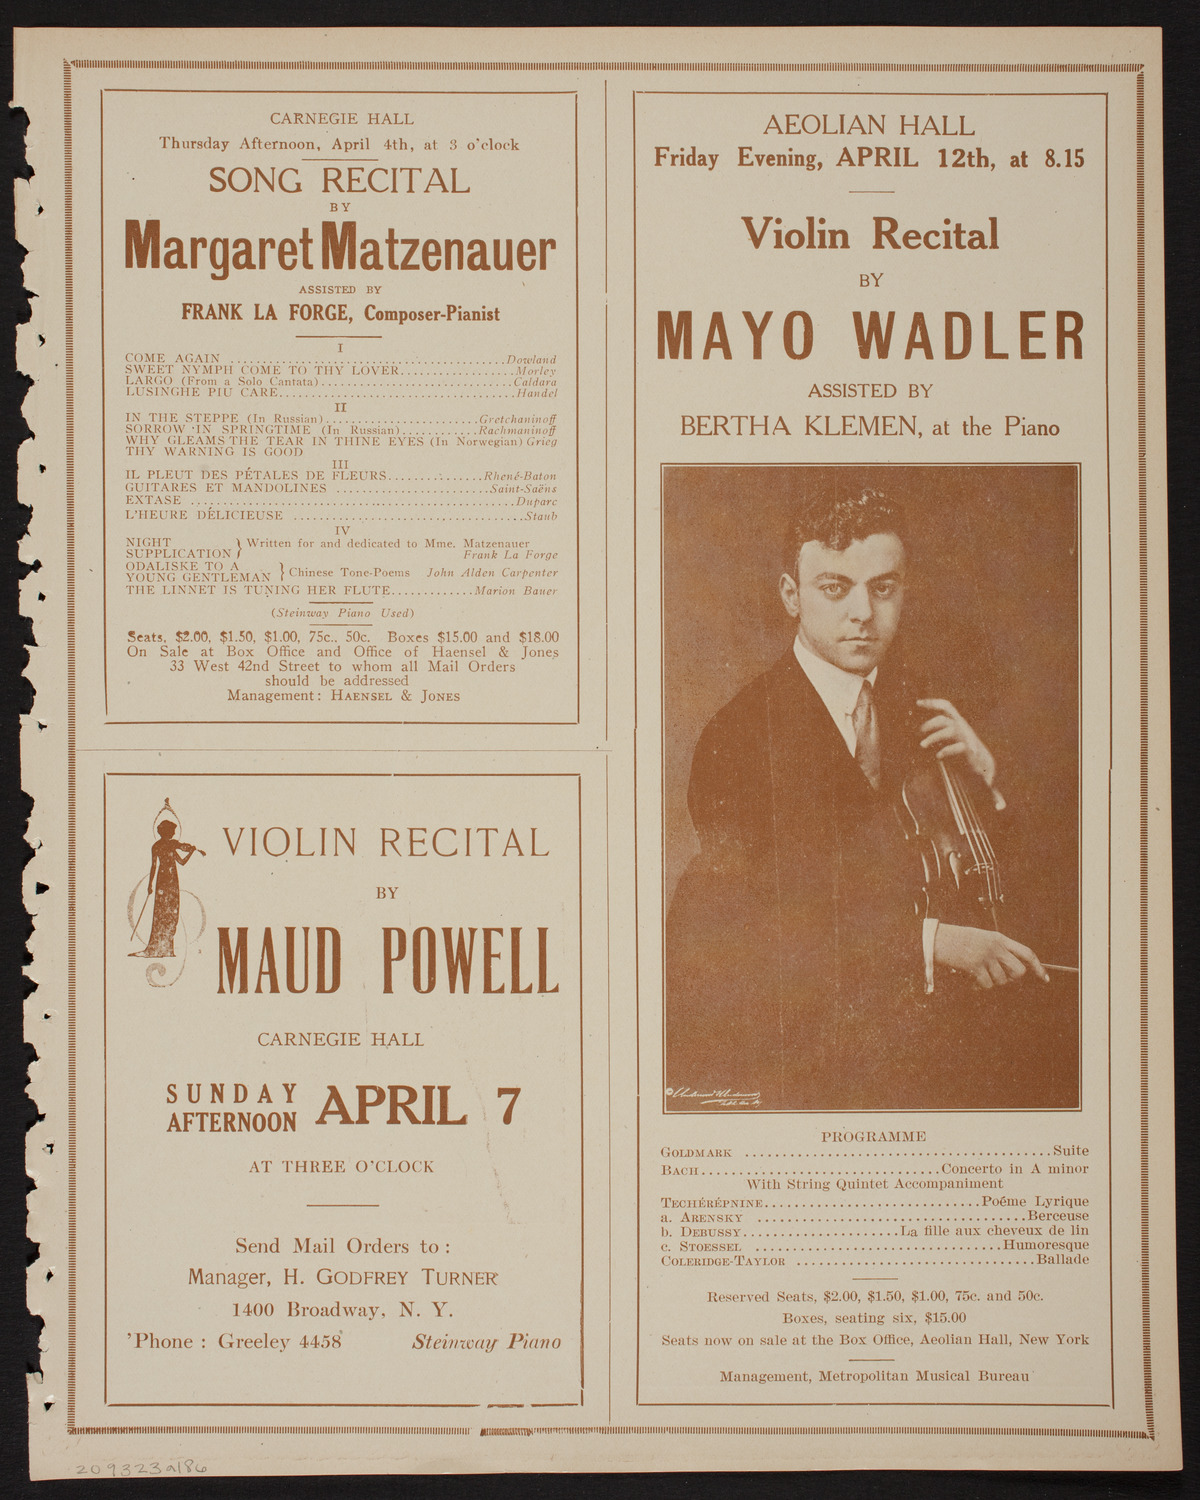 CARNEGIE HALL
Thursday Afternoon, April 4th, at 3 o'clock
SONG RECITAL
BY
Margaret Matzenauer
ASSISTED BY
FRANK LA FORGE, Composer-Pianist
I
COME AGAIN ........................................ Dowland
SWEET NYMPH COME TO THY LOVER.................. Morley
LARGO (From a Solo Cantata)............................ Caldara
LUSINGHE PIU CARE................................... Handel
II
IN THE STEPPE (In Russian)....................... Gretchaninoff
SORROW IN SPRINGTIME (In Russian)............ Rachmaninoff
WHY GLEAMS THE TEAR IN THINE EYES (In Norwegian) Grieg
THY WARNING IS GOOD
III
IL PLEUT DES PÉTALES DE FLEURS.............. Rhené-Baton
GUITARES ET MANDOLINES ...................... Saint-Saëns
EXTASE ............................................... Duparc
L'HEURE DÉLICIEUSE .................................. Staub
IV
NIGHT } Written for and dedicated to Mme. Matzenauer
SUPPLICATION } Frank La Forge
ODALISKE TO A
YOUNG GENTLEMAN } Chinese Tone-Poems John Alden Carpenter
THE LINNET IS TUNING HER FLUTE............. Marion Bauer
(Steinway Piano Used)
Seats, $2.00, $1.50, $1.00, 75c., 50c. Boxes $15.00 and $18.00
On Sale at Box Office and Office of Haensel & Jones
33 West 42nd Street to whom all Mail Orders
should be addressed
Management: HAENSEL & JONES
VIOLIN RECITAL
BY
MAUD POWELL
CARNEGIE HALL
SUNDAY
AFTERNOON APRIL 7
AT THREE O'CLOCK
Send Mail Orders to :
Manager, H. GODFREY TURNER
1400 Broadway, N. Y.
'Phone : Greeley 4458 Steinway Piano
AEOLIAN HALL
Friday Evening, APRIL 12th, at 8.15
Violin Recital
BY
MAYO WADLER
ASSISTED BY
BERTHA KLEMEN, at the Piano
PROGRAMME
GOLDMARK ........................................ Suite
BACH.............................. Concerto in A minor
With String Quintet Accompaniment
TECHÉRÉPNINE........................... Poéme Lyrique
a. ARENSKY .................................. Berceuse
b. DEBUSSY.................... La fille aux cheveux de lin
c. STOESSEL ............................... Humoresque
COLERIDGE-TAYLOR .............................. Ballade
Reserved Seats, $2.00, $1.50, $1.00, 75c. and 50c.
Boxes, seating six, $15.00
Seats now on sale at the Box Office, Aeolian Hall, New York
Management, Metropolitan Musical Bureau
209323a186